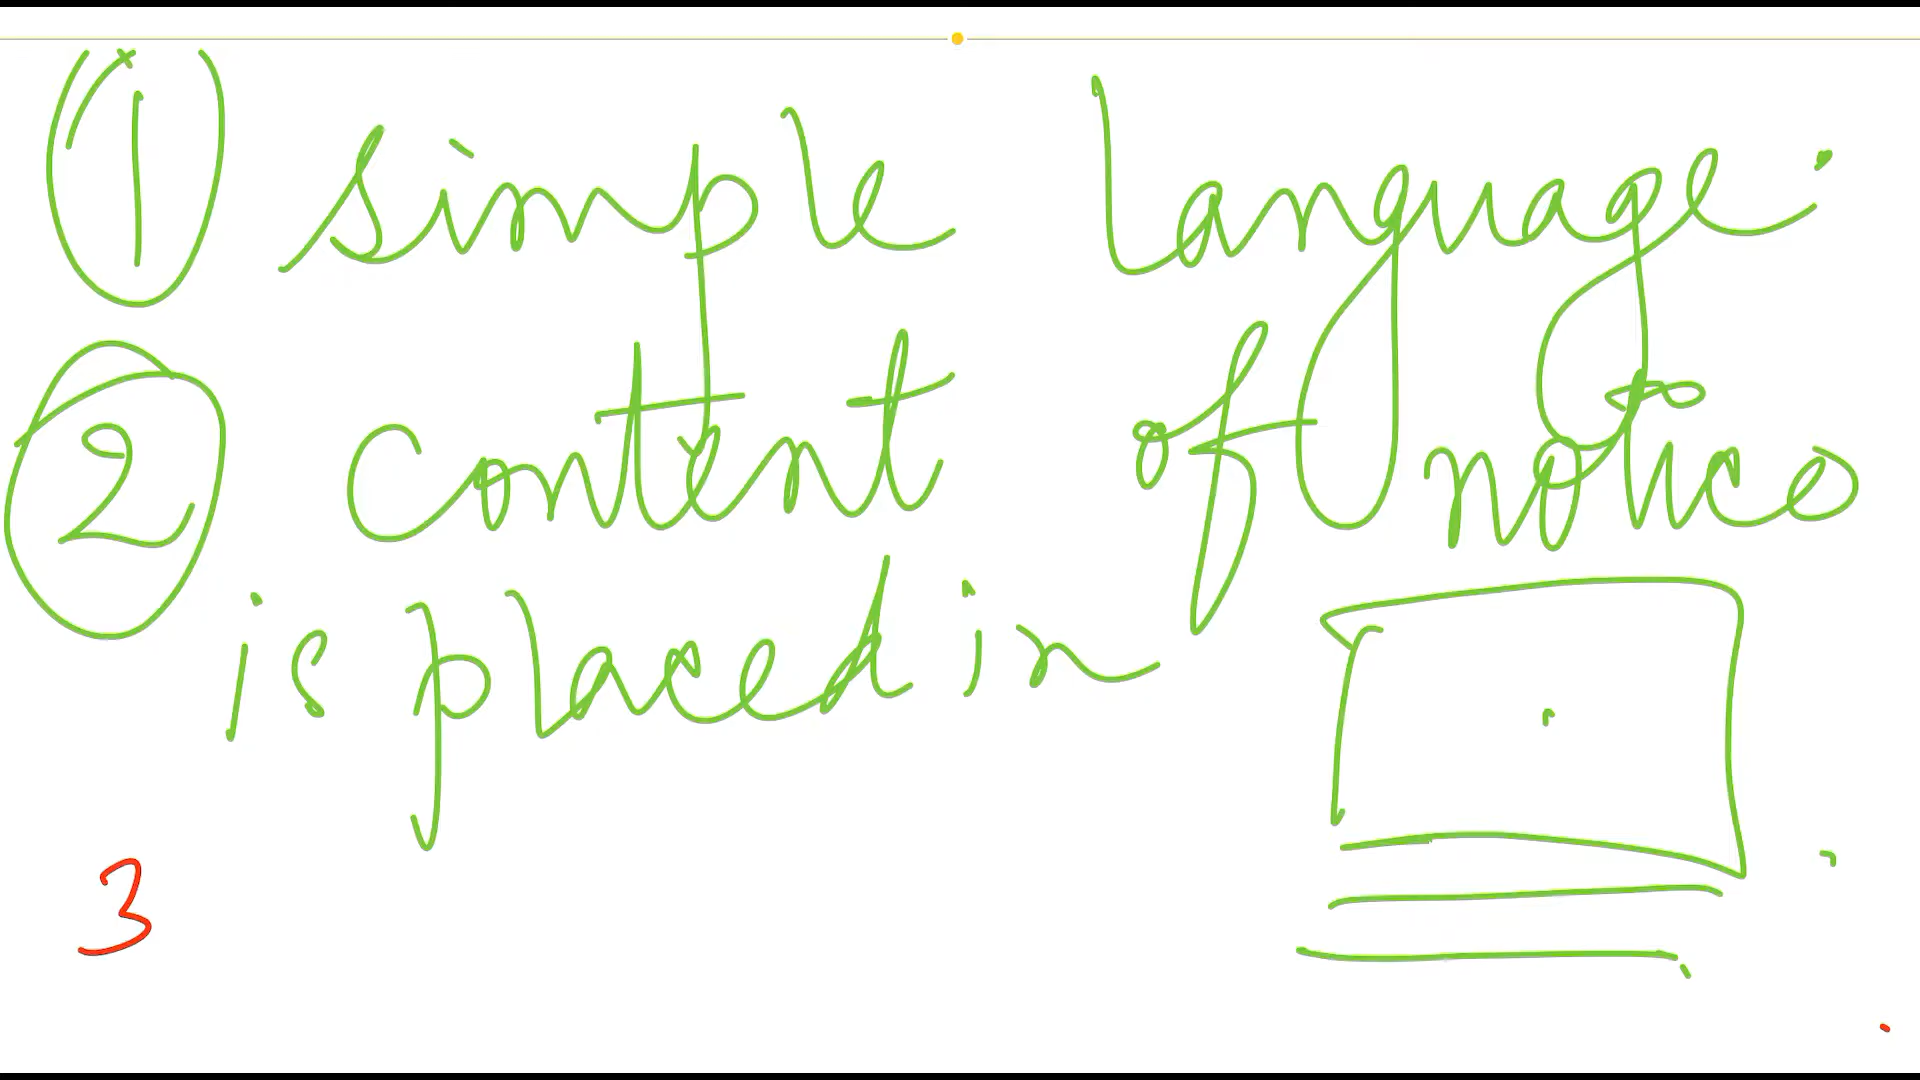 1 simple language.
2 content of notice
is placed in
3